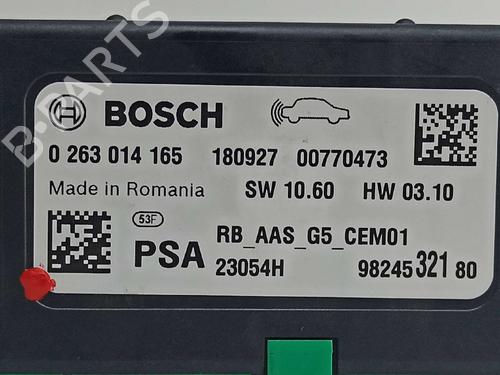 B-PARTS
BOSCH
0 263 014 165 180927 00770473
Made in Romania SW 10.60 HW 03.10
53F
PSA RB_AAS_G5_CEM01
23054H 98245 321 80